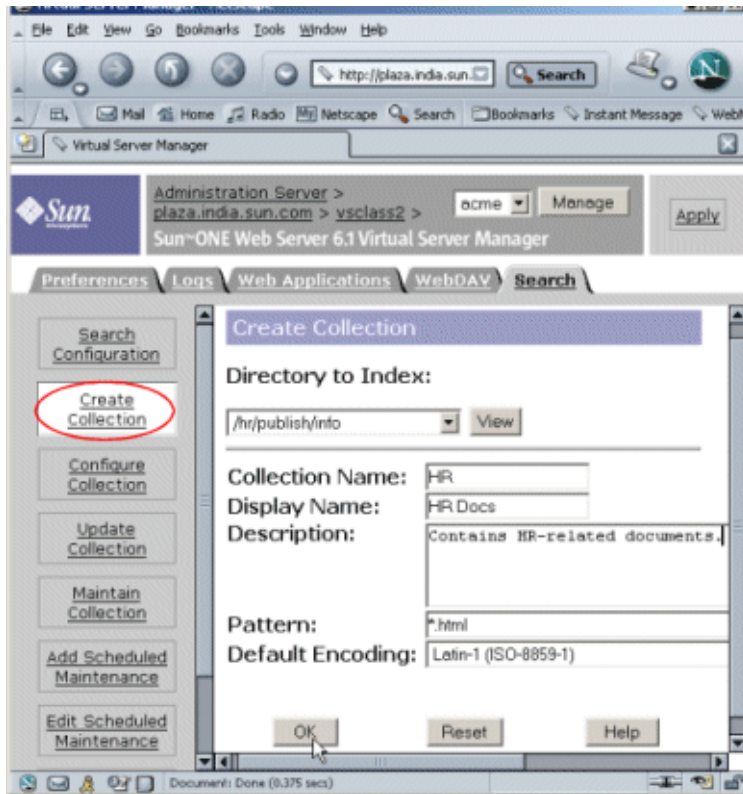 File Edit View Go Bookmarks Tools Window Help
http://plaza.india.sun.
Search
N
Mail Home Radio My Netscape Search Bookmarks Instant Message
Virtual Server Manager
Sun
Administration Server >
plaza.india.sun.com > vsclass2 >
acme
Manage
Apply
Sun ONE Web Server 6.1 Virtual Server Manager
Preferences Logs Web Applications WebDAV Search
Search
Configuration
Create
Collection
Configure
Collection
Update
Collection
Maintain
Collection
Add Scheduled
Maintenance
Edit Scheduled
Maintenance
Create Collection
Directory to Index:
/hr/publish/info
View
Collection Name: HR
Display Name: HR Docs
Description: Contains HR-related documents.
Pattern: *.html
Default Encoding: Latin-1 (ISO-8859-1)
OK Reset Help
Document: Done (0.375 secs)